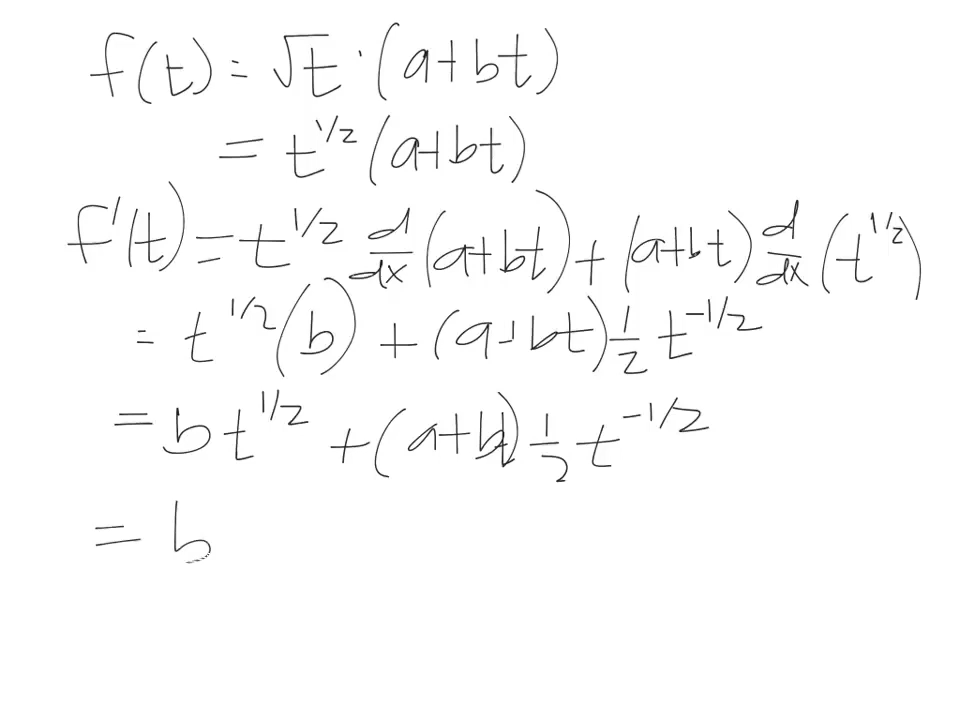 f(t) = √t · (a+bt)
= t^1/2 (a+bt)
f'(t) = t^1/2 d/dx (a+bt) + (a+bt) d/dx (t^1/2)
= t^1/2 (b) + (a+bt) 1/2 t^-1/2
= b t^1/2 + (a+bt) 1/2 t^-1/2
= b